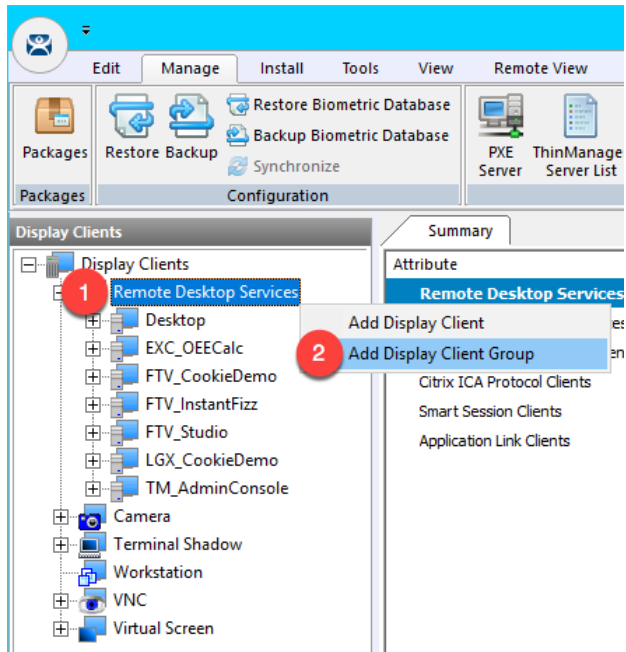 Edit Manage Install Tools View Remote View
Packages
Restore Backup
Restore Biometric Database
Backup Biometric Database
Synchronize
PXE Server
ThinManage
Server List
Packages
Configuration
Display Clients
Summary
Display Clients
Attribute
1
Remote Desktop Services
Remote Desktop Services
Desktop
Add Display Client
EXC_OEECalc
2
Add Display Client Group
FTV_CookieDemo
Citrix ICA Protocol Clients
FTV_InstantFizz
Smart Session Clients
FTV_Studio
Application Link Clients
LGX_CookieDemo
TM_AdminConsole
Camera
Terminal Shadow
Workstation
VNC
Virtual Screen